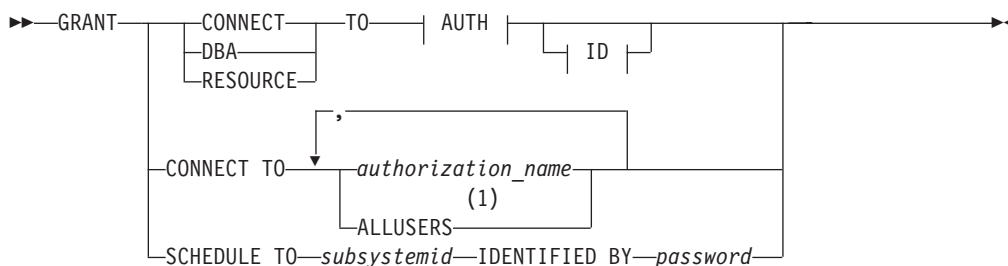 GRANT CONNECT TO AUTH
DBA ID
RESOURCE
,
CONNECT TO authorization_name
(1)
ALLUSERS
SCHEDULE TO subsystemid IDENTIFIED BY password